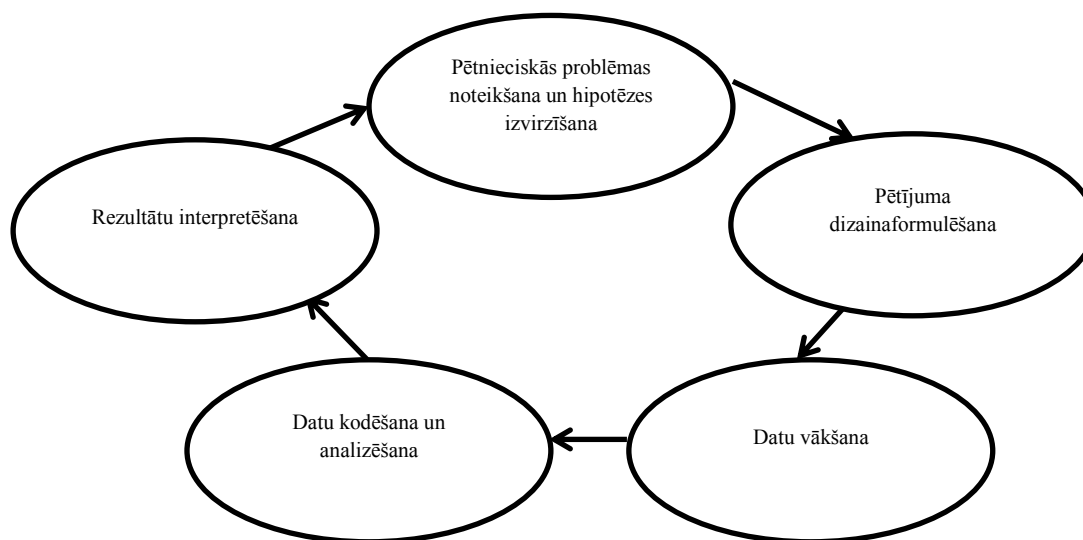 Pētnieciskās problēmas
noteikšana un hipotēzes
izvirzīšana
Pētījuma
dizainaformulēšana
Datu vākšana
Datu kodēšana un
analizēšana
Rezultātu interpretēšana